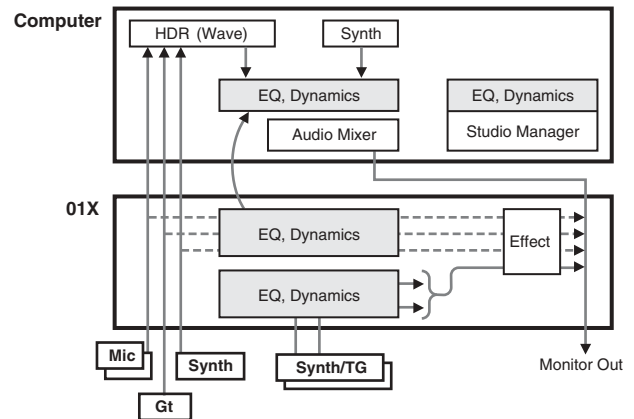 Computer
HDR (Wave)
Synth
EQ, Dynamics
EQ, Dynamics
Audio Mixer
Studio Manager
01X
EQ, Dynamics
Effect
EQ, Dynamics
Mic
Synth
Synth/TG
Monitor Out
Gt